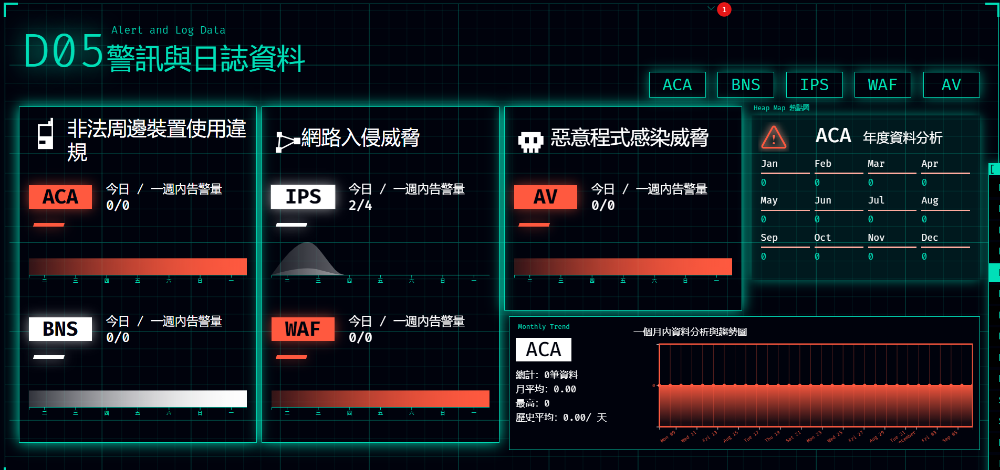 1
Alert and Log Data
D05 警訊與日誌資料
ACA BNS IPS WAF AV
非法周邊裝置使用違
規
ACA
今日 / 一週內告警量
0/0
二 三 四 五 六 日 一
BNS
今日 / 一週內告警量
0/0
二 三 四 五 六 日 一
網路入侵威脅
IPS
今日 / 一週內告警量
2/4
二 三 四 五 六 日 一
WAF
今日 / 一週內告警量
0/0
二 三 四 五 六 日 一
惡意程式感染威脅
AV
今日 / 一週內告警量
0/0
二 三 四 五 六 日 一
Heap Map 熱點圖
ACA 年度資料分析
Jan Feb Mar Apr
0 0 0 0
May Jun Jul Aug
0 0 0 0
Sep Oct Nov Dec
0 0 0 0
Monthly Trend
ACA
總計: 0筆資料
月平均: 0.00
最高: 0
歷史平均: 0.00/ 天
一個月內資料分析與趨勢圖
0
Mon 09 Wed 11 Fri 13 Aug 15 Tue 17 Thu 19 Sat 21 Mon 23 Wed 25 Fri 27 Aug 29 Tue 31 Fri 03 Sep 05